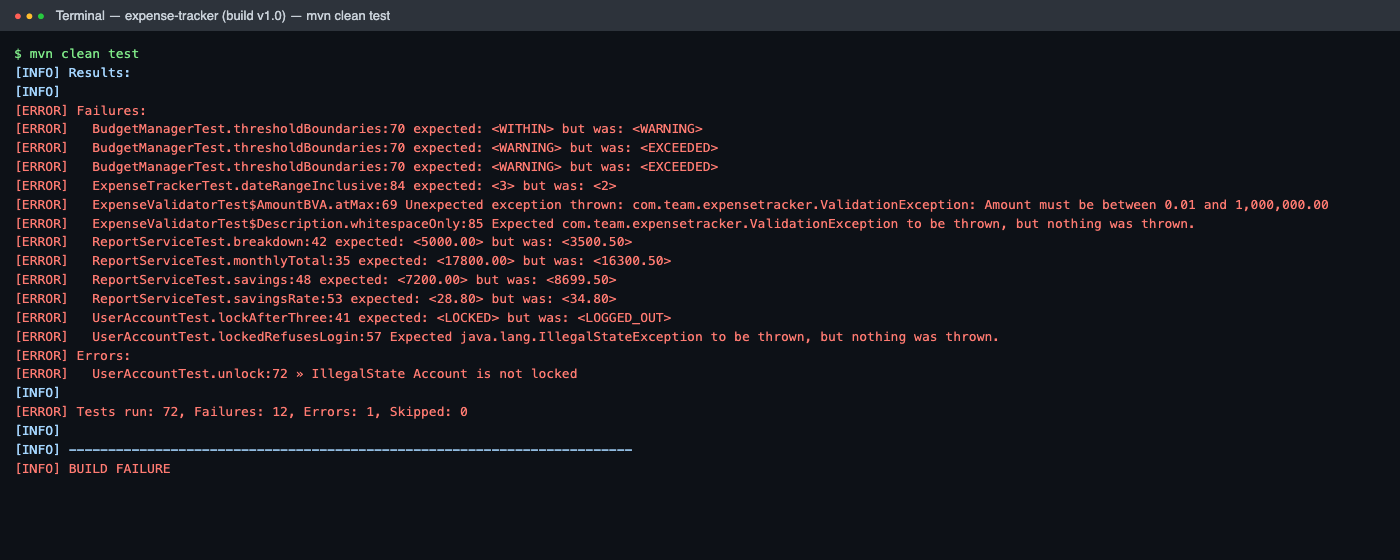 Terminal — expense-tracker (build v1.0) — mvn clean test
$ mvn clean test
[INFO] Results:
[INFO]
[ERROR] Failures:
[ERROR]   BudgetManagerTest.thresholdBoundaries:70 expected: <WITHIN> but was: <WARNING>
[ERROR]   BudgetManagerTest.thresholdBoundaries:70 expected: <WARNING> but was: <EXCEEDED>
[ERROR]   BudgetManagerTest.thresholdBoundaries:70 expected: <WARNING> but was: <EXCEEDED>
[ERROR]   ExpenseTrackerTest.dateRangeInclusive:84 expected: <3> but was: <2>
[ERROR]   ExpenseValidatorTest$AmountBVA.atMax:69 Unexpected exception thrown: com.team.expensetracker.ValidationException: Amount must be between 0.01 and 1,000,000.00
[ERROR]   ExpenseValidatorTest$Description.whitespaceOnly:85 Expected com.team.expensetracker.ValidationException to be thrown, but nothing was thrown.
[ERROR]   ReportServiceTest.breakdown:42 expected: <5000.00> but was: <3500.50>
[ERROR]   ReportServiceTest.monthlyTotal:35 expected: <17800.00> but was: <16300.50>
[ERROR]   ReportServiceTest.savings:48 expected: <7200.00> but was: <8699.50>
[ERROR]   ReportServiceTest.savingsRate:53 expected: <28.80> but was: <34.80>
[ERROR]   UserAccountTest.lockAfterThree:41 expected: <LOCKED> but was: <LOGGED_OUT>
[ERROR]   UserAccountTest.lockedRefusesLogin:57 Expected java.lang.IllegalStateException to be thrown, but nothing was thrown.
[ERROR] Errors:
[ERROR]   UserAccountTest.unlock:72 » IllegalState Account is not locked
[INFO]
[ERROR] Tests run: 72, Failures: 12, Errors: 1, Skipped: 0
[INFO]
[INFO] ------------------------------------------------------------------------
[INFO] BUILD FAILURE